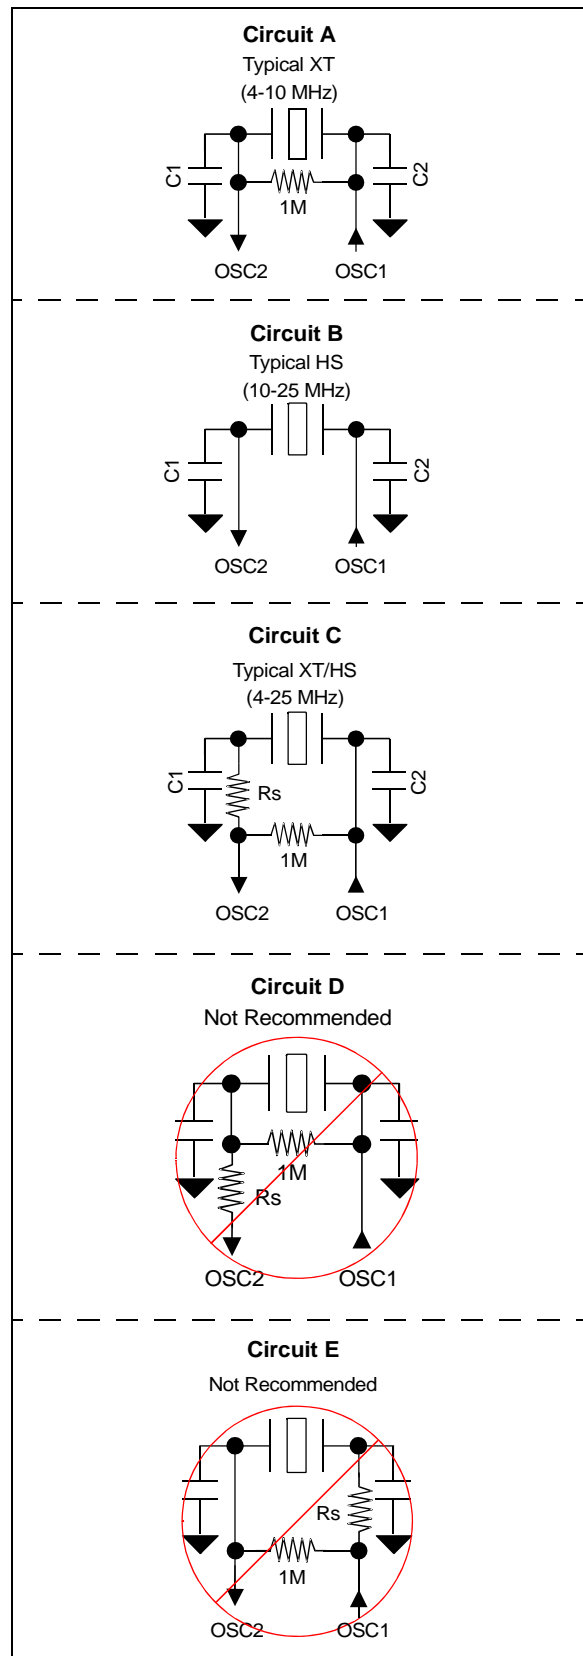 Circuit A
Typical XT
(4-10 MHz)
C1
C2
1M
OSC2
OSC1
Circuit B
Typical HS
(10-25 MHz)
C1
C2
OSC2
OSC1
Circuit C
Typical XT/HS
(4-25 MHz)
C1
Rs
C2
1M
OSC2
OSC1
Circuit D
Not Recommended
1M
Rs
OSC2
OSC1
Circuit E
Not Recommended
Rs
1M
OSC2
OSC1